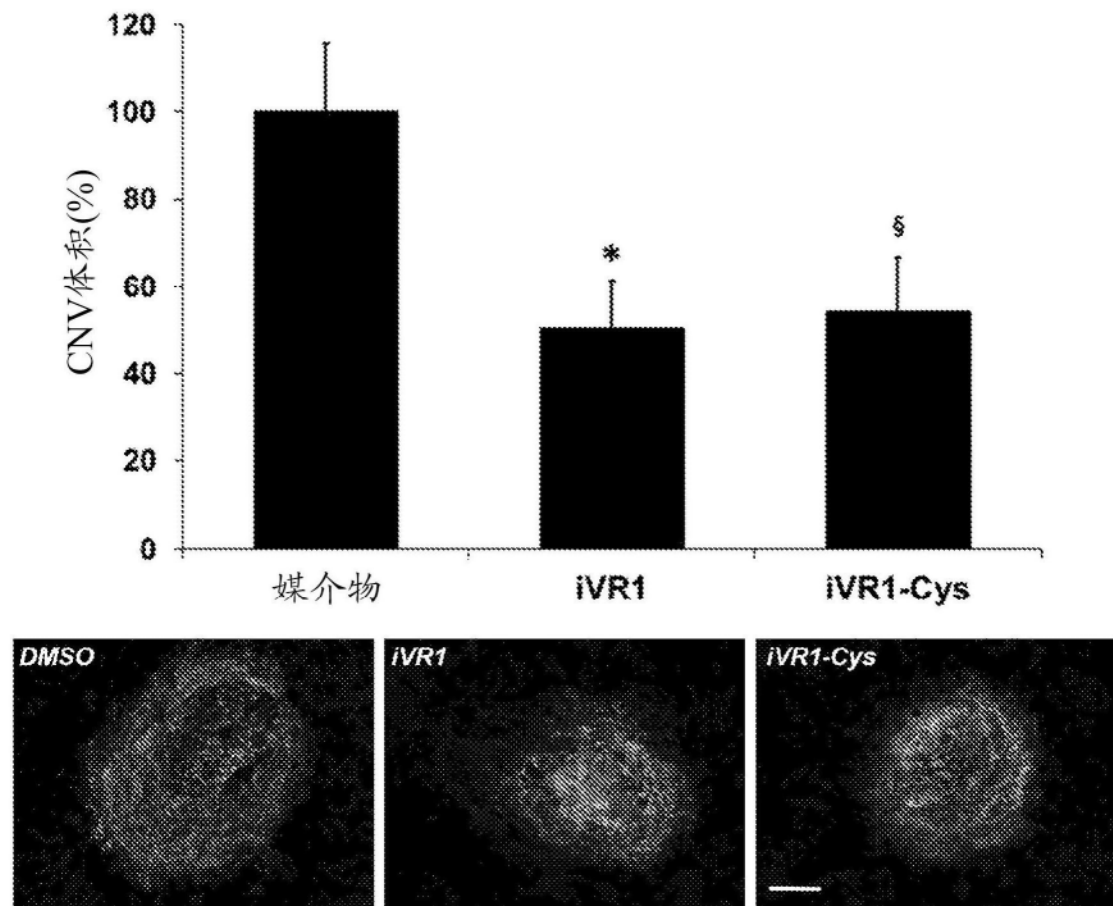 CNV体积(%)
120
100
80
60
40
20
0
*
§
媒介物
iVR1
iVR1-Cys
DMSO
iVR1
iVR1-Cys